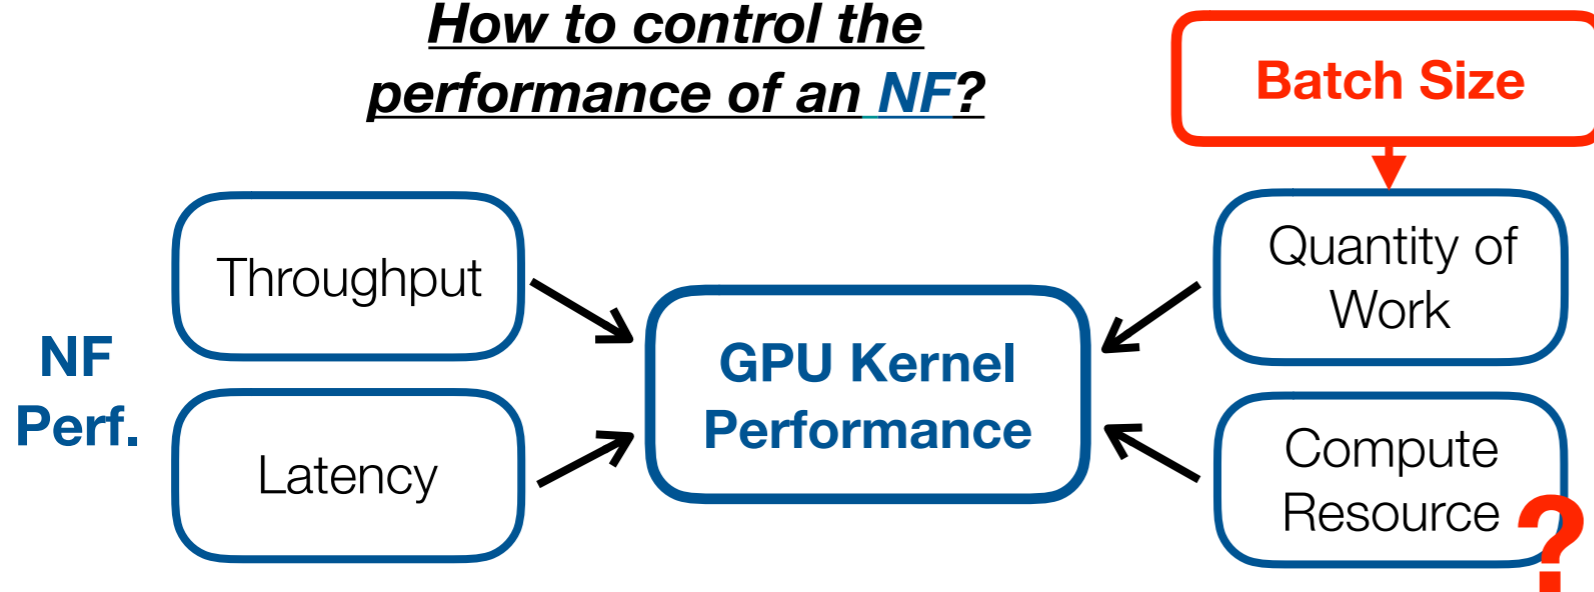 How to control the
performance of an NF?
Batch Size
Throughput
Quantity of
Work
NF
Perf.
GPU Kernel
Performance
Latency
Compute
Resource
?